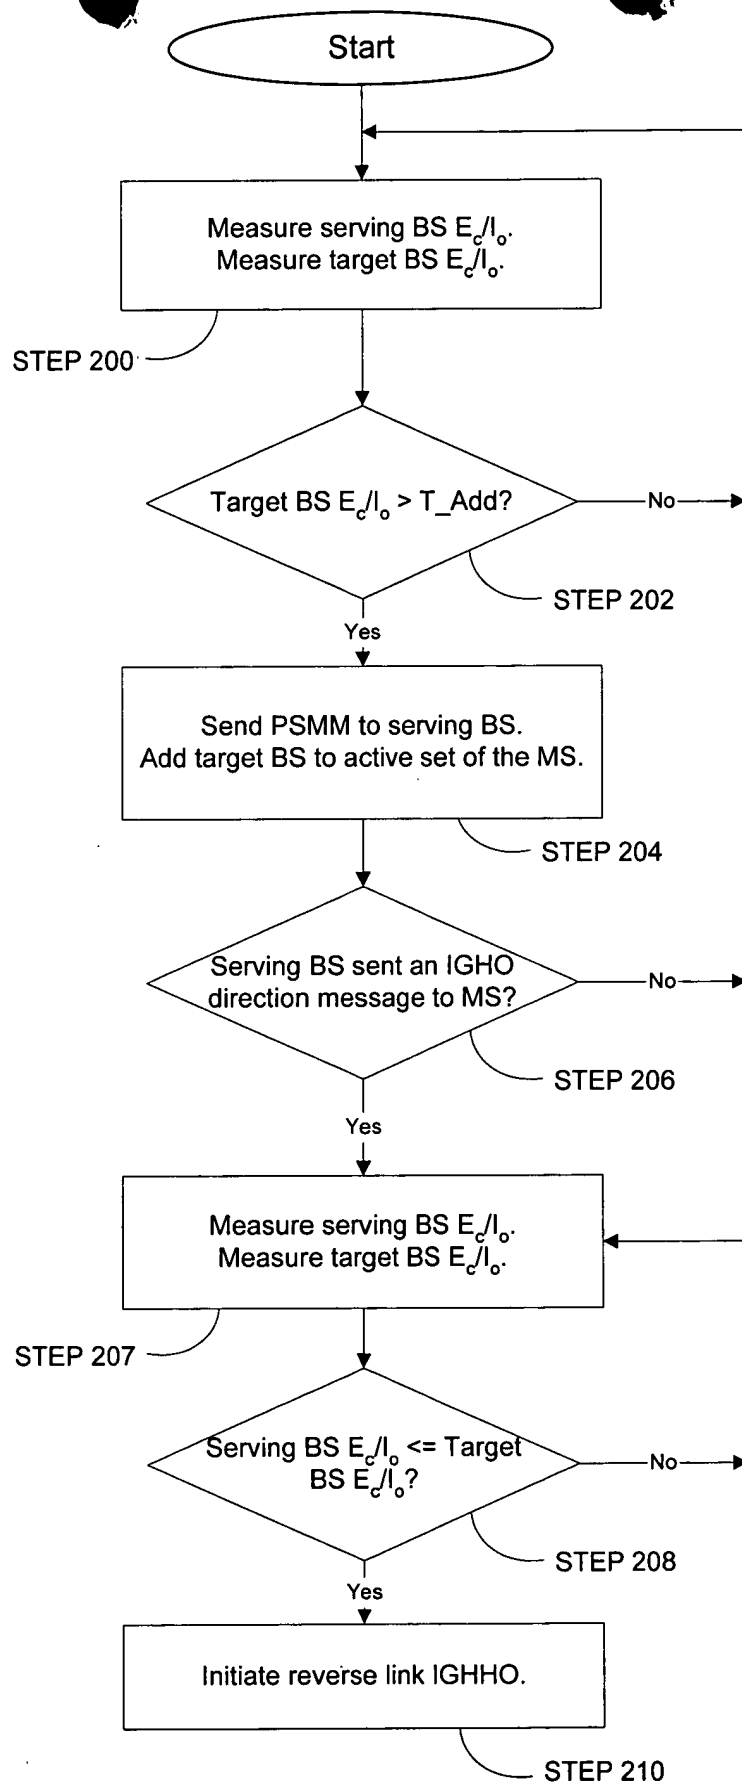 Start
Measure serving BS Ec/Io.
Measure target BS Ec/Io.
STEP 200
Target BS Ec/Io > T_Add?
No
STEP 202
Yes
Send PSMM to serving BS.
Add target BS to active set of the MS.
STEP 204
Serving BS sent an IGHO
direction message to MS?
No
STEP 206
Yes
Measure serving BS Ec/Io.
Measure target BS Ec/Io.
STEP 207
Serving BS Ec/Io <= Target
BS Ec/Io?
No
STEP 208
Yes
Initiate reverse link IGHHO.
STEP 210